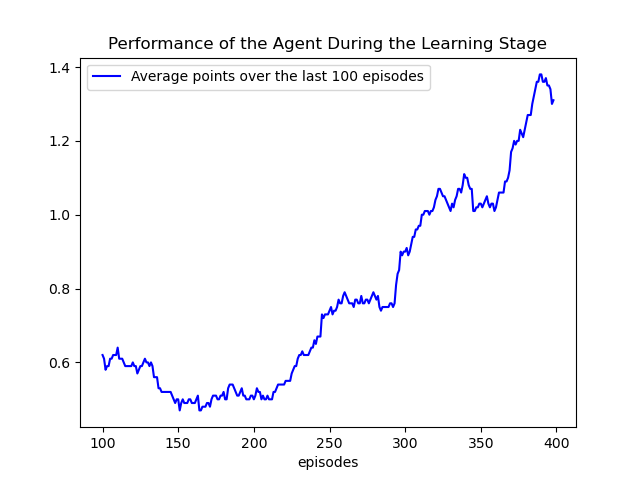 Performance of the Agent During the Learning Stage
Average points over the last 100 episodes
1.4
1.2
1.0
0.8
0.6
100 150 200 250 300 350 400
episodes